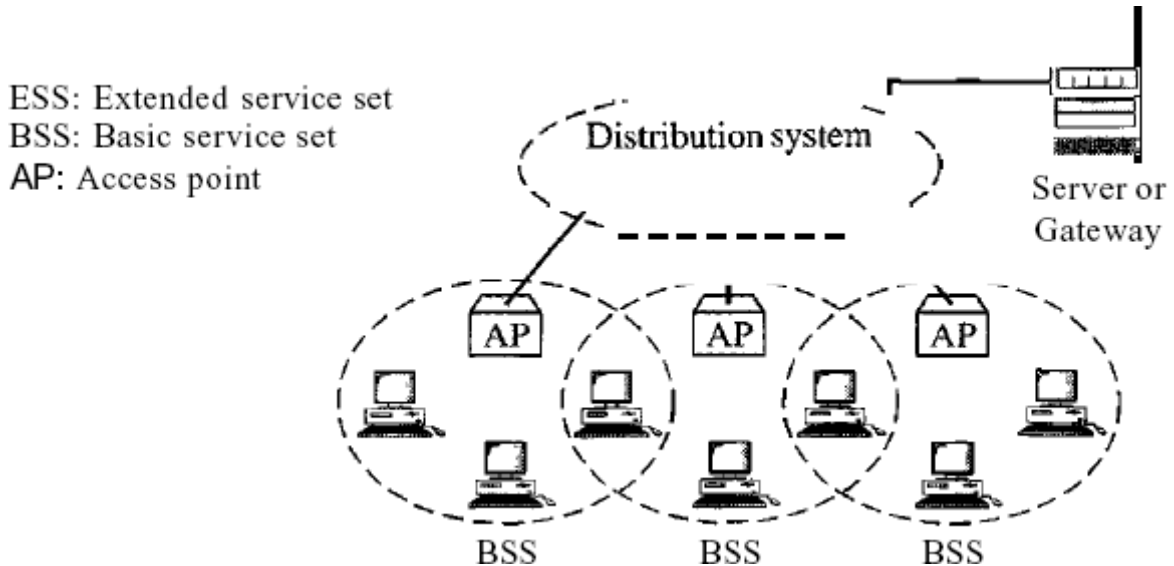 ESS: Extended service set
BSS: Basic service set
AP: Access point
Distribution system
Server or
Gateway
AP
AP
AP
BSS
BSS
BSS